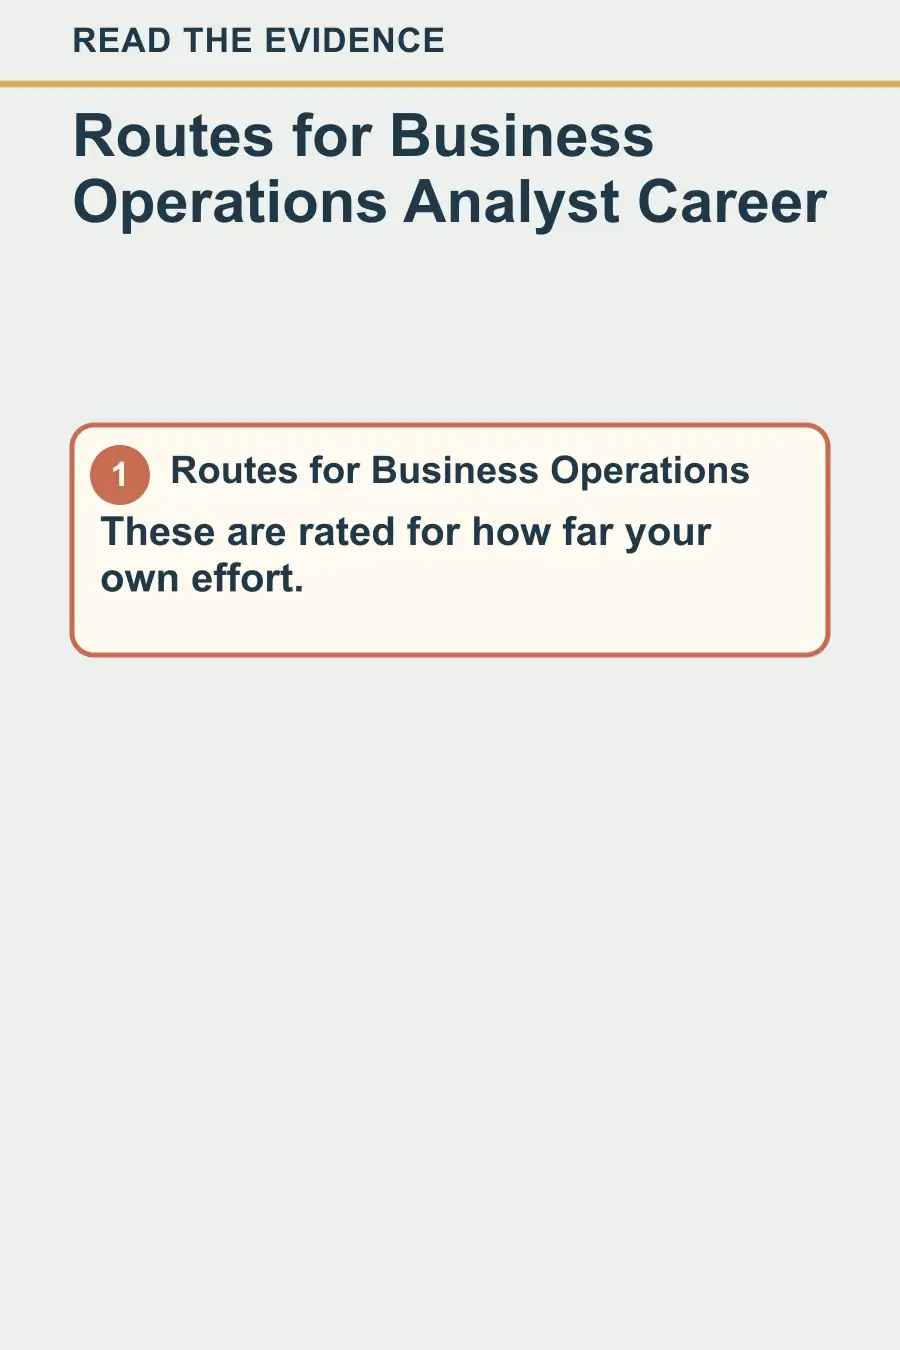 READ THE EVIDENCE
Routes for Business
Operations Analyst Career
1 Routes for Business Operations
These are rated for how far your
own effort.